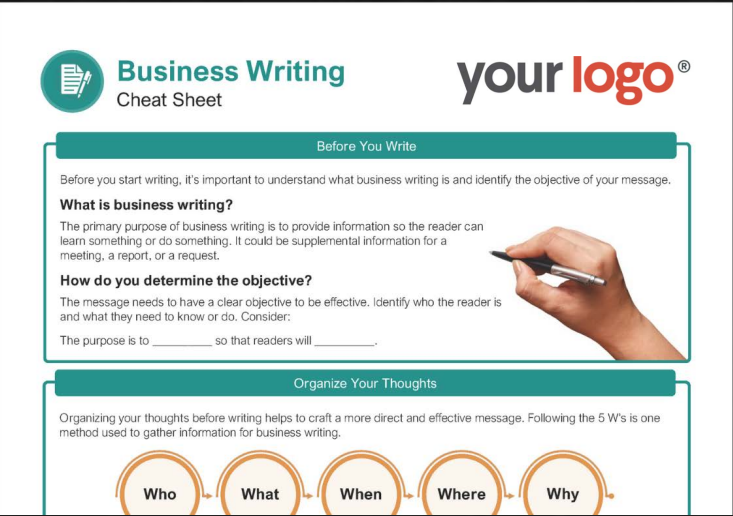 Business Writing
Cheat Sheet
your logo®
Before You Write
Before you start writing, it's important to understand what business writing is and identify the objective of your message.
What is business writing?
The primary purpose of business writing is to provide information so the reader can
learn something or do something. It could be supplemental information for a
meeting, a report, or a request.
How do you determine the objective?
The message needs to have a clear objective to be effective. Identify who the reader is
and what they need to know or do. Consider:
The purpose is to _________ so that readers will _________.
Organize Your Thoughts
Organizing your thoughts before writing helps to craft a more direct and effective message. Following the 5 W's is one
method used to gather information for business writing.
Who
What
When
Where
Why